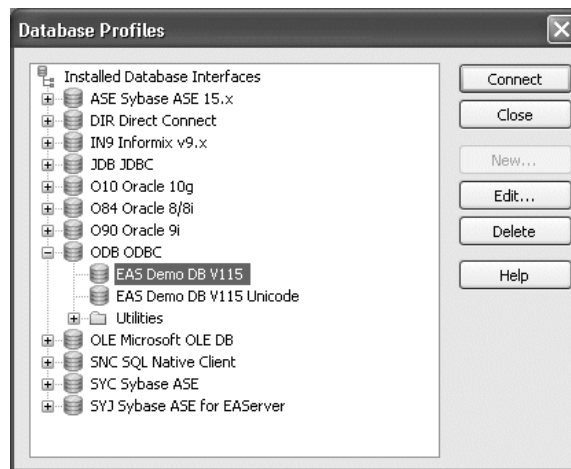 Database Profiles
Installed Database Interfaces
ASE Sybase ASE 15.x
DIR Direct Connect
IN9 Informix v9.x
JDB JDBC
O10 Oracle 10g
O84 Oracle 8/8i
O90 Oracle 9i
ODB ODBC
EAS Demo DB V115
EAS Demo DB V115 Unicode
Utilities
OLE Microsoft OLE DB
SNC SQL Native Client
SYC Sybase ASE
SYJ Sybase ASE for EAServer
Connect
Close
New...
Edit...
Delete
Help